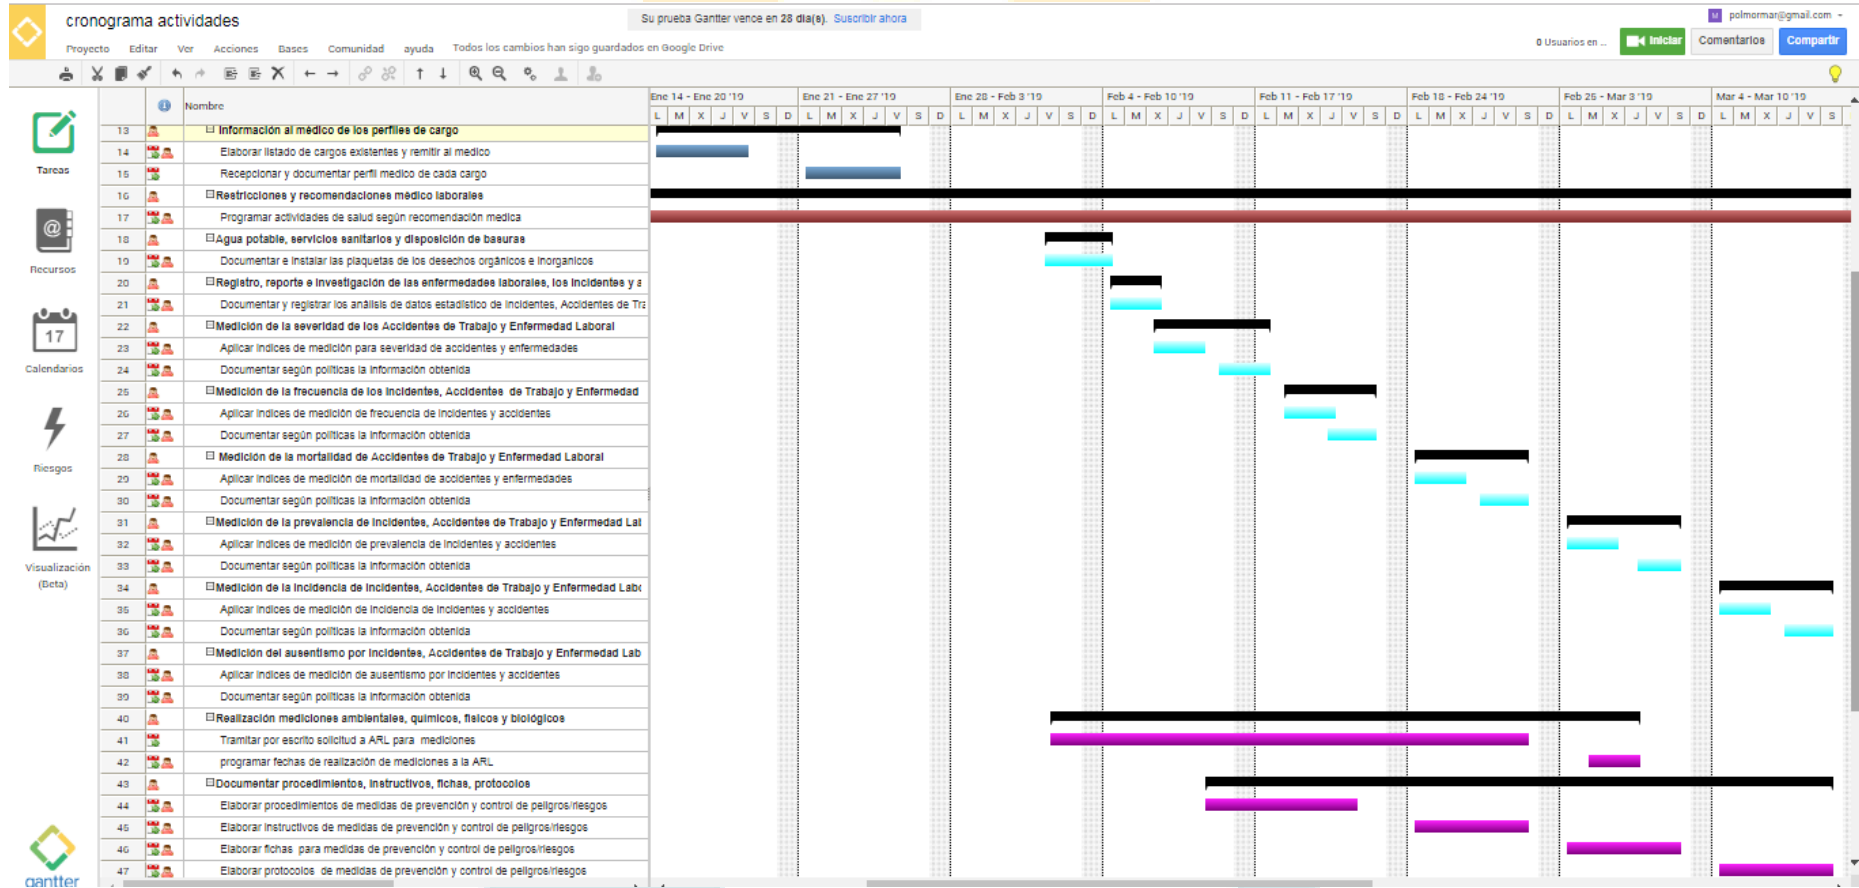 cronograma actividades
Su prueba Gantter vence en 28 día(s). Suscribir ahora
polmormar@gmail.com
Proyecto Editar Ver Acciones Bases Comunidad ayuda Todos los cambios han sigo guardados en Google Drive
0 Usuarios en ...
Iniciar
Comentarios
Compartir
Nombre
Ene 14 - Ene 20 '19 Ene 21 - Ene 27 '19 Ene 28 - Feb 3 '19 Feb 4 - Feb 10 '19 Feb 11 - Feb 17 '19 Feb 18 - Feb 24 '19 Feb 25 - Mar 3 '19 Mar 4 - Mar 10 '19
L M X J V S D L M X J V S D L M X J V S D L M X J V S D L M X J V S D L M X J V S D L M X J V S D L M X J V S
13 Información al médico de los perfiles de cargo
14 Elaborar listado de cargos existentes y remitir al medico
15 Recepcionar y documentar perfil medico de cada cargo
16 Restricciones y recomendaciones médico laborales
17 Programar actividades de salud según recomendación medica
18 Agua potable, servicios sanitarios y disposición de basuras
19 Documentar e instalar las plaquetas de los desechos orgánicos e inorganicos
20 Registro, reporte e investigación de las enfermedades laborales, los incidentes y a
21 Documentar y registrar los análisis de datos estadístico de incidentes, Accidentes de Tra
22 Medición de la severidad de los Accidentes de Trabajo y Enfermedad Laboral
23 Aplicar indices de medición para severidad de accidentes y enfermedades
24 Documentar según políticas la información obtenida
25 Medición de la frecuencia de los Incidentes, Accidentes de Trabajo y Enfermedad
26 Aplicar indices de medición de frecuencia de incidentes y accidentes
27 Documentar según políticas la información obtenida
28 Medición de la mortalidad de Accidentes de Trabajo y Enfermedad Laboral
29 Aplicar indices de medición de mortalidad de accidentes y enfermedades
30 Documentar según políticas la información obtenida
31 Medición de la prevalencia de incidentes, Accidentes de Trabajo y Enfermedad Lal
32 Aplicar indices de medición de prevalencia de incidentes y accidentes
33 Documentar según políticas la información obtenida
34 Medición de la incidencia de Incidentes, Accidentes de Trabajo y Enfermedad Labo
35 Aplicar indices de medición de incidencia de incidentes y accidentes
36 Documentar según políticas la información obtenida
37 Medición del ausentismo por incidentes, Accidentes de Trabajo y Enfermedad Lab
38 Aplicar indices de medición de ausentismo por incidentes y accidentes
39 Documentar según políticas la información obtenida
40 Realización mediciones ambientales, químicos, físicos y biológicos
41 Tramitar por escrito solicitud a ARL para mediciones
42 programar fechas de realización de mediciones a la ARL
43 Documentar procedimientos, instructivos, fichas, protocolos
44 Elaborar procedimientos de medidas de prevención y control de peligros/riesgos
45 Elaborar instructivos de medidas de prevención y control de peligros/riesgos
46 Elaborar fichas para medidas de prevención y control de peligros/riesgos
47 Elaborar protocolos de medidas de prevención y control de peligros/riesgos
Tareas
Recursos
17
Calendarios
Riesgos
Visualización
(Beta)
gantter